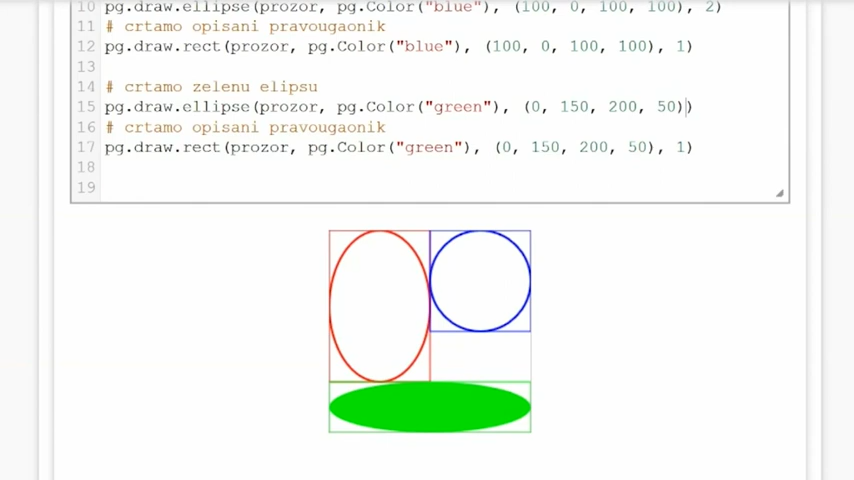 10 pg.draw.ellipse(prozor, pg.Color("blue"), (100, 0, 100, 100), 2)
11 # crtamo opisani pravougaonik
12 pg.draw.rect(prozor, pg.Color("blue"), (100, 0, 100, 100), 1)
13
14 # crtamo zelenu elipsu
15 pg.draw.ellipse(prozor, pg.Color("green"), (0, 150, 200, 50))
16 # crtamo opisani pravougaonik
17 pg.draw.rect(prozor, pg.Color("green"), (0, 150, 200, 50), 1)
18
19